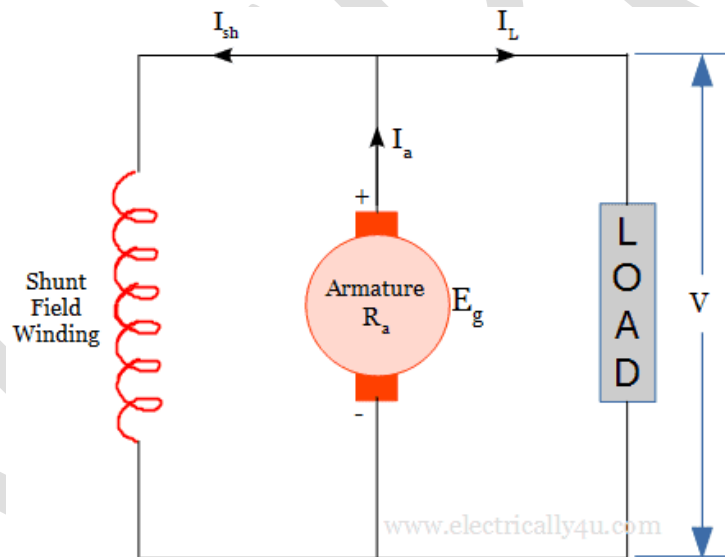 I_sh
I_L
I_a
+
Shunt
Field
Winding
Armature
R_a
E_g
-
L
O
A
D
V
www.electrically4u.com